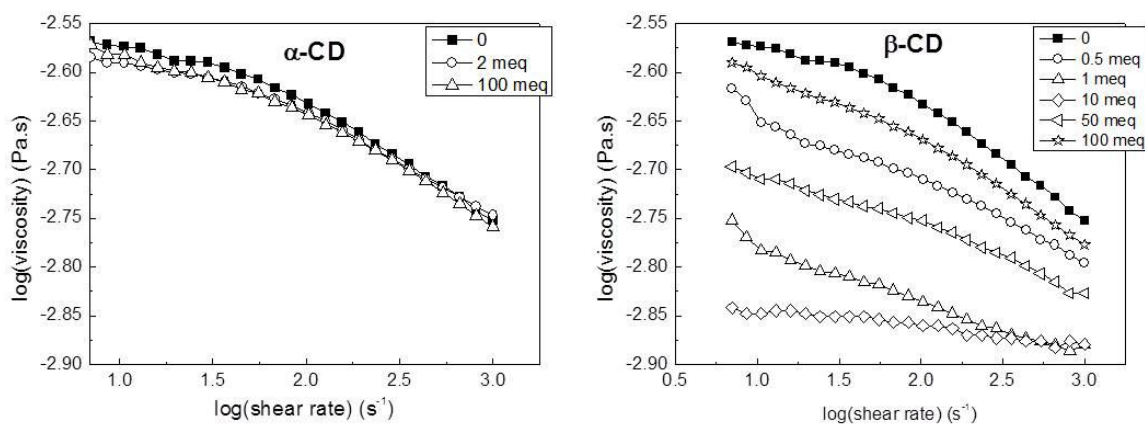 α-CD
0
2 meq
100 meq
log(viscosity) (Pa.s)
-2.55
-2.60
-2.65
-2.70
-2.75
-2.80
-2.85
-2.90
1.0 1.5 2.0 2.5 3.0
log(shear rate) (s⁻¹)
β-CD
0
0.5 meq
1 meq
10 meq
50 meq
100 meq
log(viscosity) (Pa.s)
-2.55
-2.60
-2.65
-2.70
-2.75
-2.80
-2.85
-2.90
0.5 1.0 1.5 2.0 2.5 3.0
log(shear rate) (s⁻¹)